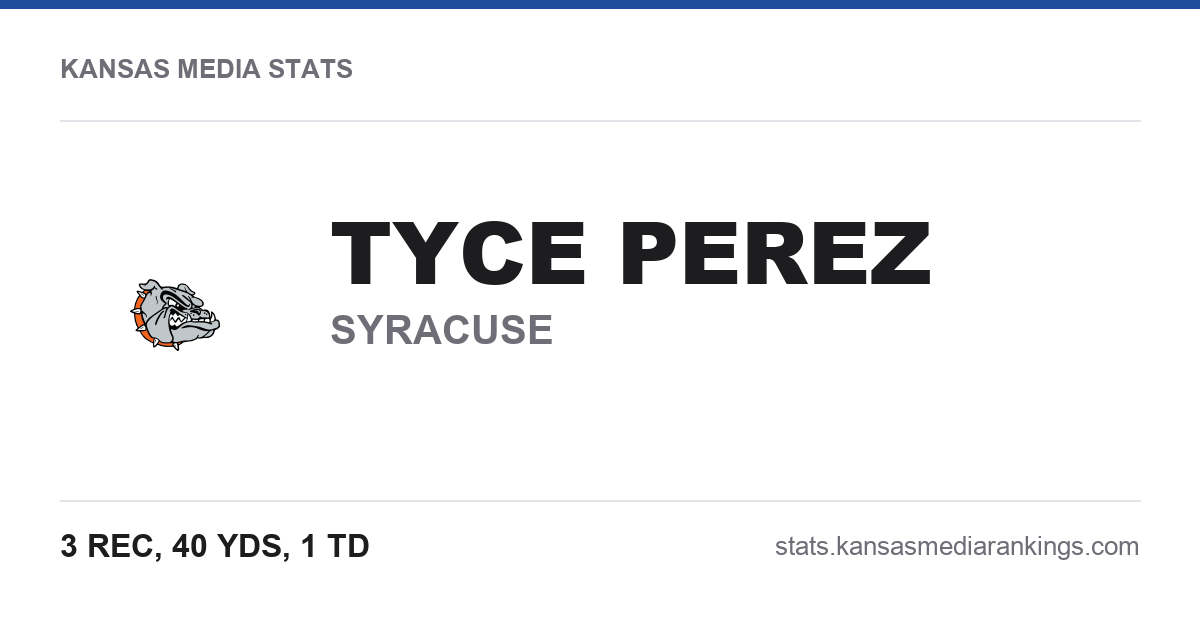 KANSAS MEDIA STATS
TYCE PEREZ
SYRACUSE
3 REC, 40 YDS, 1 TD
stats.kansasmediarankings.com